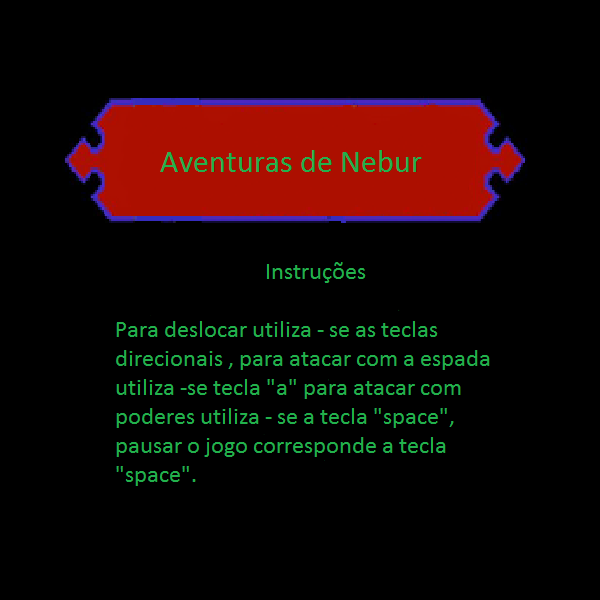 Aventuras de Nebur
Instruções
Para deslocar utiliza - se as teclas
direcionais , para atacar com a espada
utiliza -se tecla "a" para atacar com
poderes utiliza - se a tecla "space",
pausar o jogo corresponde a tecla
"space".